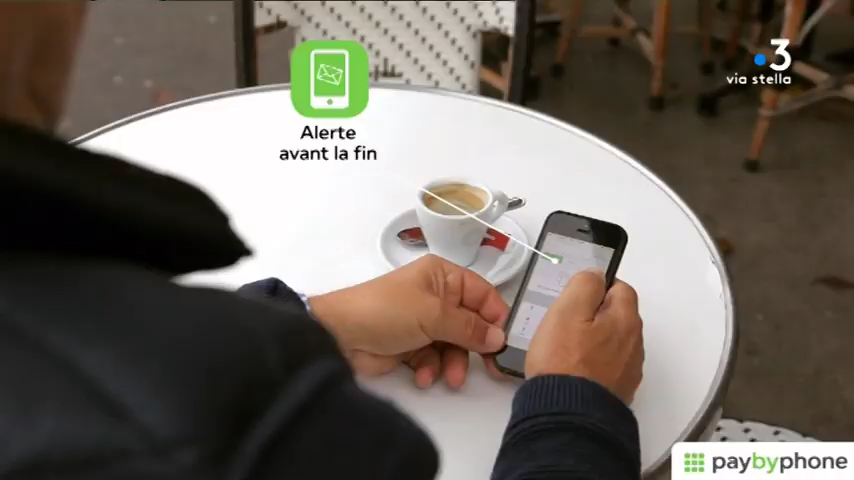 3
via stella
Alerte
avant la fin
paybyphone